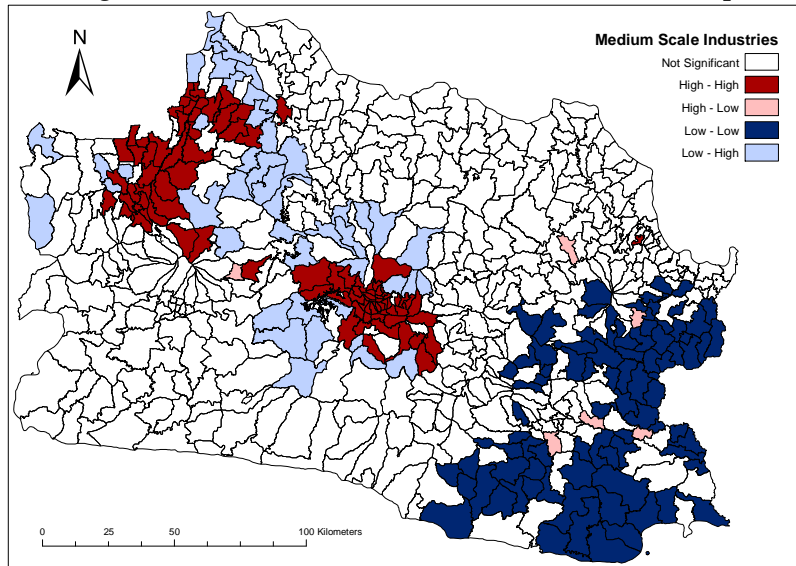 N
Medium Scale Industries
Not Significant
High - High
High - Low
Low - Low
Low - High
0 25 50 100 Kilometers